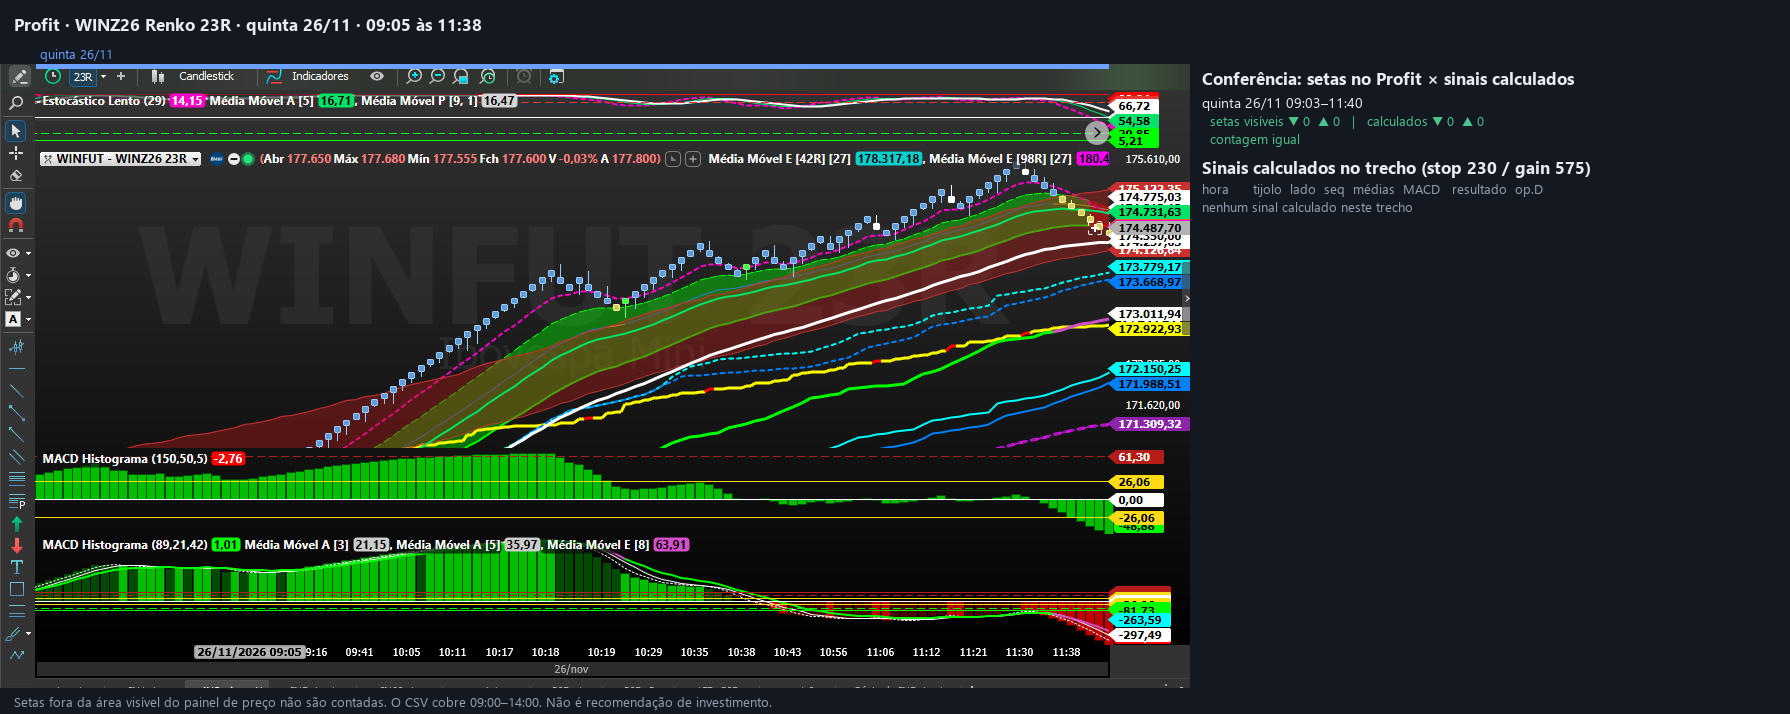 Profit · WINZ26 Renko 23R · quinta 26/11 · 09:05 às 11:38
quinta 26/11
23R
Candlestick
Indicadores
Estocástico Lento (29) 14,15 Média Móvel A [5] 16,71, Média Móvel P [9, 1] 16,47
66,72
54,58
5,21
WINFUT - WINZ26 23R
(Abr 177.650 Máx 177.680 Mín 177.555 Fch 177.600 V -0,03% A 177.800)
Média Móvel E [42R] [27] 178.317,18, Média Móvel E [98R] [27] 180.4
175.610,00
WINFUT 23R
175.122,35
174.775,03
174.731,63
174.487,70
173.779,17
173.668,97
173.011,94
172.922,93
172.150,25
171.988,51
171.620,00
171.309,32
MACD Histograma (150,50,5) -2,76
61,30
26,06
0,00
-26,06
MACD Histograma (89,21,42) 1,01 Média Móvel A [3] 21,15, Média Móvel A [5] 35,97, Média Móvel E [8] 63,91
-81,73
-263,59
-297,49
26/11/2026 09:05 9:16 09:41 10:05 10:11 10:17 10:18 10:20 10:29 10:35 10:38 10:43 10:56 11:06 11:12 11:21 11:30 11:38
26/nov
Conferência: setas no Profit × sinais calculados
quinta 26/11 09:03–11:40
setas visíveis ▼ 0 ▲ 0 | calculados ▼ 0 ▲ 0
contagem igual
Sinais calculados no trecho (stop 230 / gain 575)
hora tijolo lado seq médias MACD resultado op.D
nenhum sinal calculado neste trecho
Setas fora da área visível do painel de preço não são contadas. O CSV cobre 09:00–14:00. Não é recomendação de investimento.